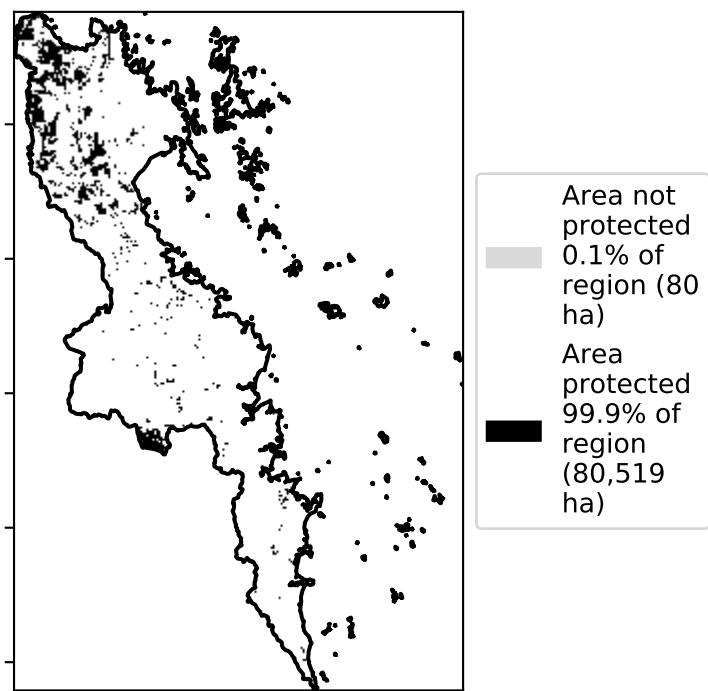 Area not
protected
0.1% of
region (80
ha)
Area
protected
99.9% of
region
(80,519
ha)